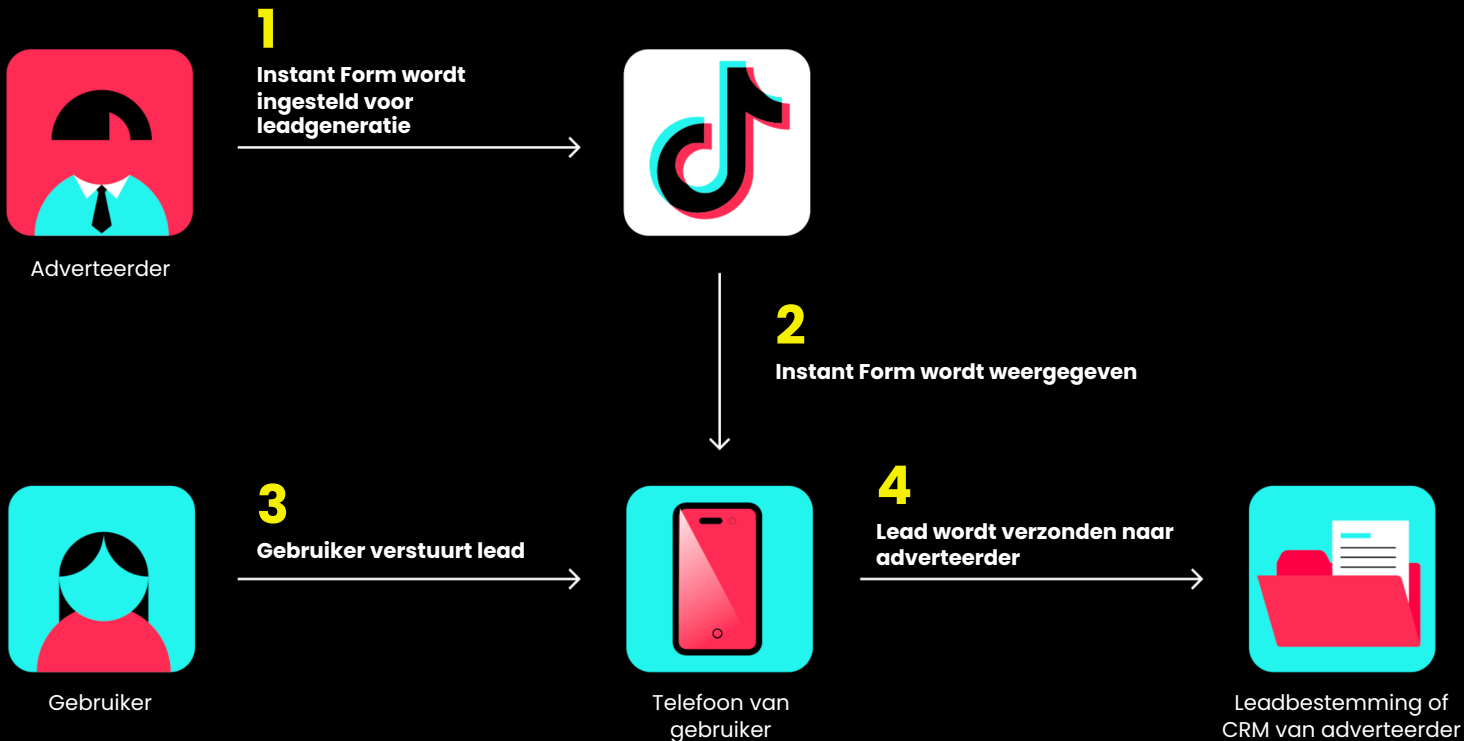 1
Instant Form wordt
ingesteld voor
leadgeneratie
Adverteerder
2
Instant Form wordt weergegeven
3
Gebruiker verstuurt lead
4
Lead wordt verzonden naar
adverteerder
Gebruiker
Telefoon van
gebruiker
Leadbestemming of
CRM van adverteerder